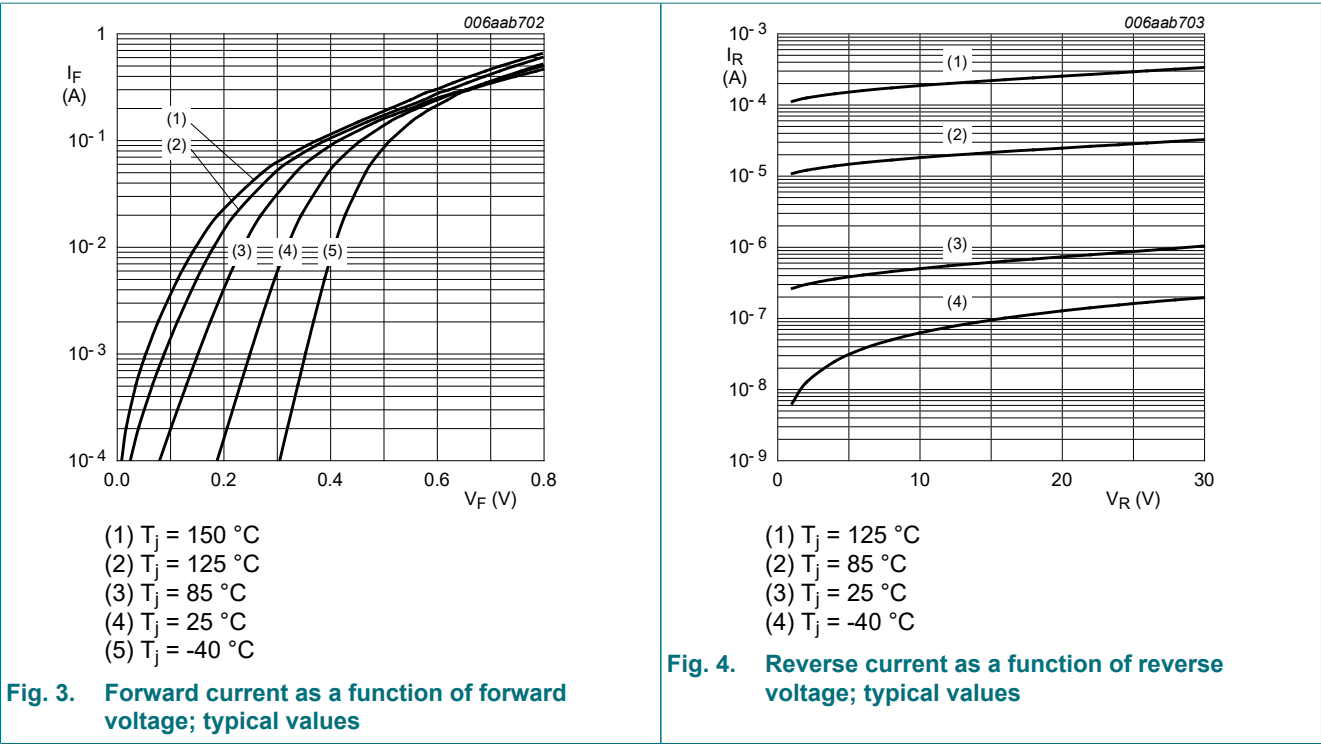 006aab702
1
I_F
(A)
(1)
10^-1
(2)
10^-2
(3) (4) (5)
10^-3
10^-4
0.0 0.2 0.4 0.6 0.8
V_F (V)
(1) T_j = 150 °C
(2) T_j = 125 °C
(3) T_j = 85 °C
(4) T_j = 25 °C
(5) T_j = -40 °C
Fig. 3. Forward current as a function of forward
voltage; typical values
006aab703
10^-3
I_R
(A)
(1)
10^-4
(2)
10^-5
10^-6
(3)
(4)
10^-7
10^-8
10^-9
0 10 20 30
V_R (V)
(1) T_j = 125 °C
(2) T_j = 85 °C
(3) T_j = 25 °C
(4) T_j = -40 °C
Fig. 4. Reverse current as a function of reverse
voltage; typical values